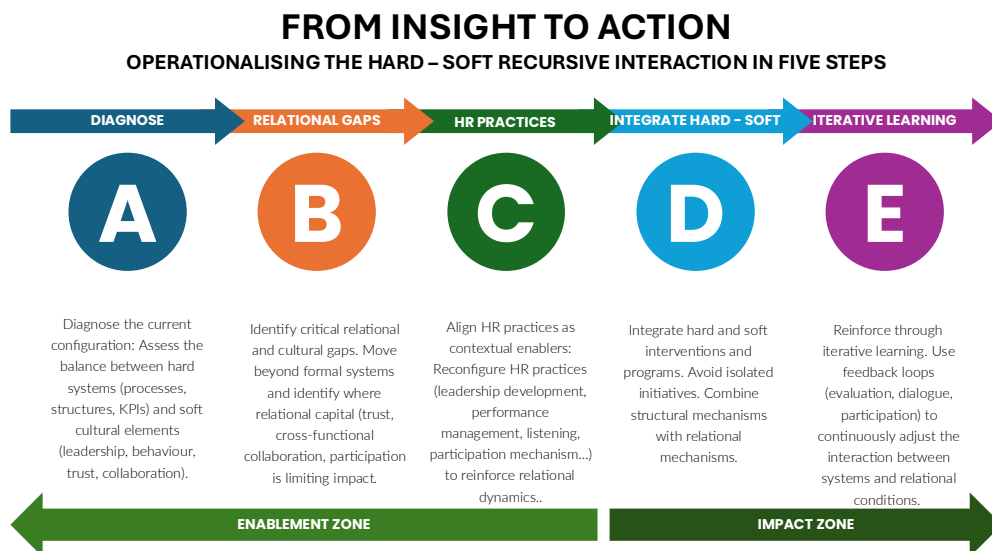 FROM INSIGHT TO ACTION
OPERATIONALISING THE HARD – SOFT RECURSIVE INTERACTION IN FIVE STEPS
DIAGNOSE
RELATIONAL GAPS
HR PRACTICES
INTEGRATE HARD – SOFT
ITERATIVE LEARNING
A
B
C
D
E
Diagnose the current
configuration: Assess the
balance between hard
systems (processes,
structures, KPIs) and soft
cultural elements
(leadership, behaviour,
trust, collaboration).
Identify critical relational
and cultural gaps. Move
beyond formal systems
and identify where
relational capital (trust,
cross-functional
collaboration, participation
is limiting impact.
Align HR practices as
contextual enablers:
Reconfigure HR practices
(leadership development,
performance
management, listening,
participation mechanism...)
to reinforce relational
dynamics..
Integrate hard and soft
interventions and
programs. Avoid isolated
initiatives. Combine
structural mechanisms
with relational
mechanisms.
Reinforce through
iterative learning. Use
feedback loops
(evaluation, dialogue,
participation) to
continuously adjust the
interaction between
systems and relational
conditions.
ENABLEMENT ZONE
IMPACT ZONE